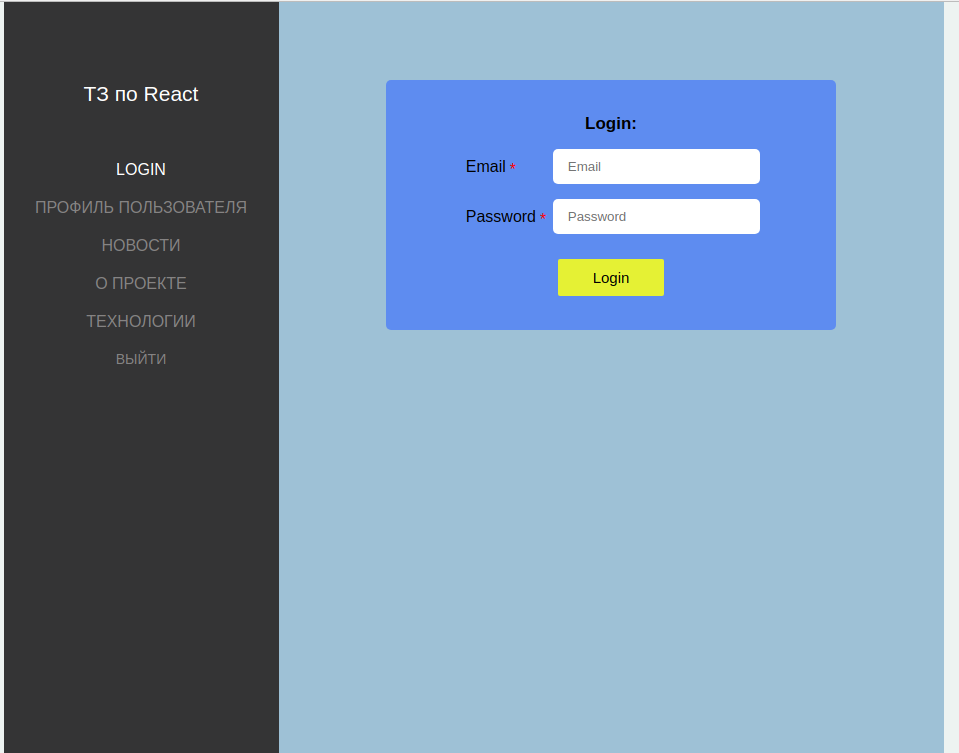 ТЗ по React
LOGIN
ПРОФИЛЬ ПОЛЬЗОВАТЕЛЯ
НОВОСТИ
О ПРОЕКТЕ
ТЕХНОЛОГИИ
ВЫЙТИ
Login:
Email * Email
Password * Password
Login